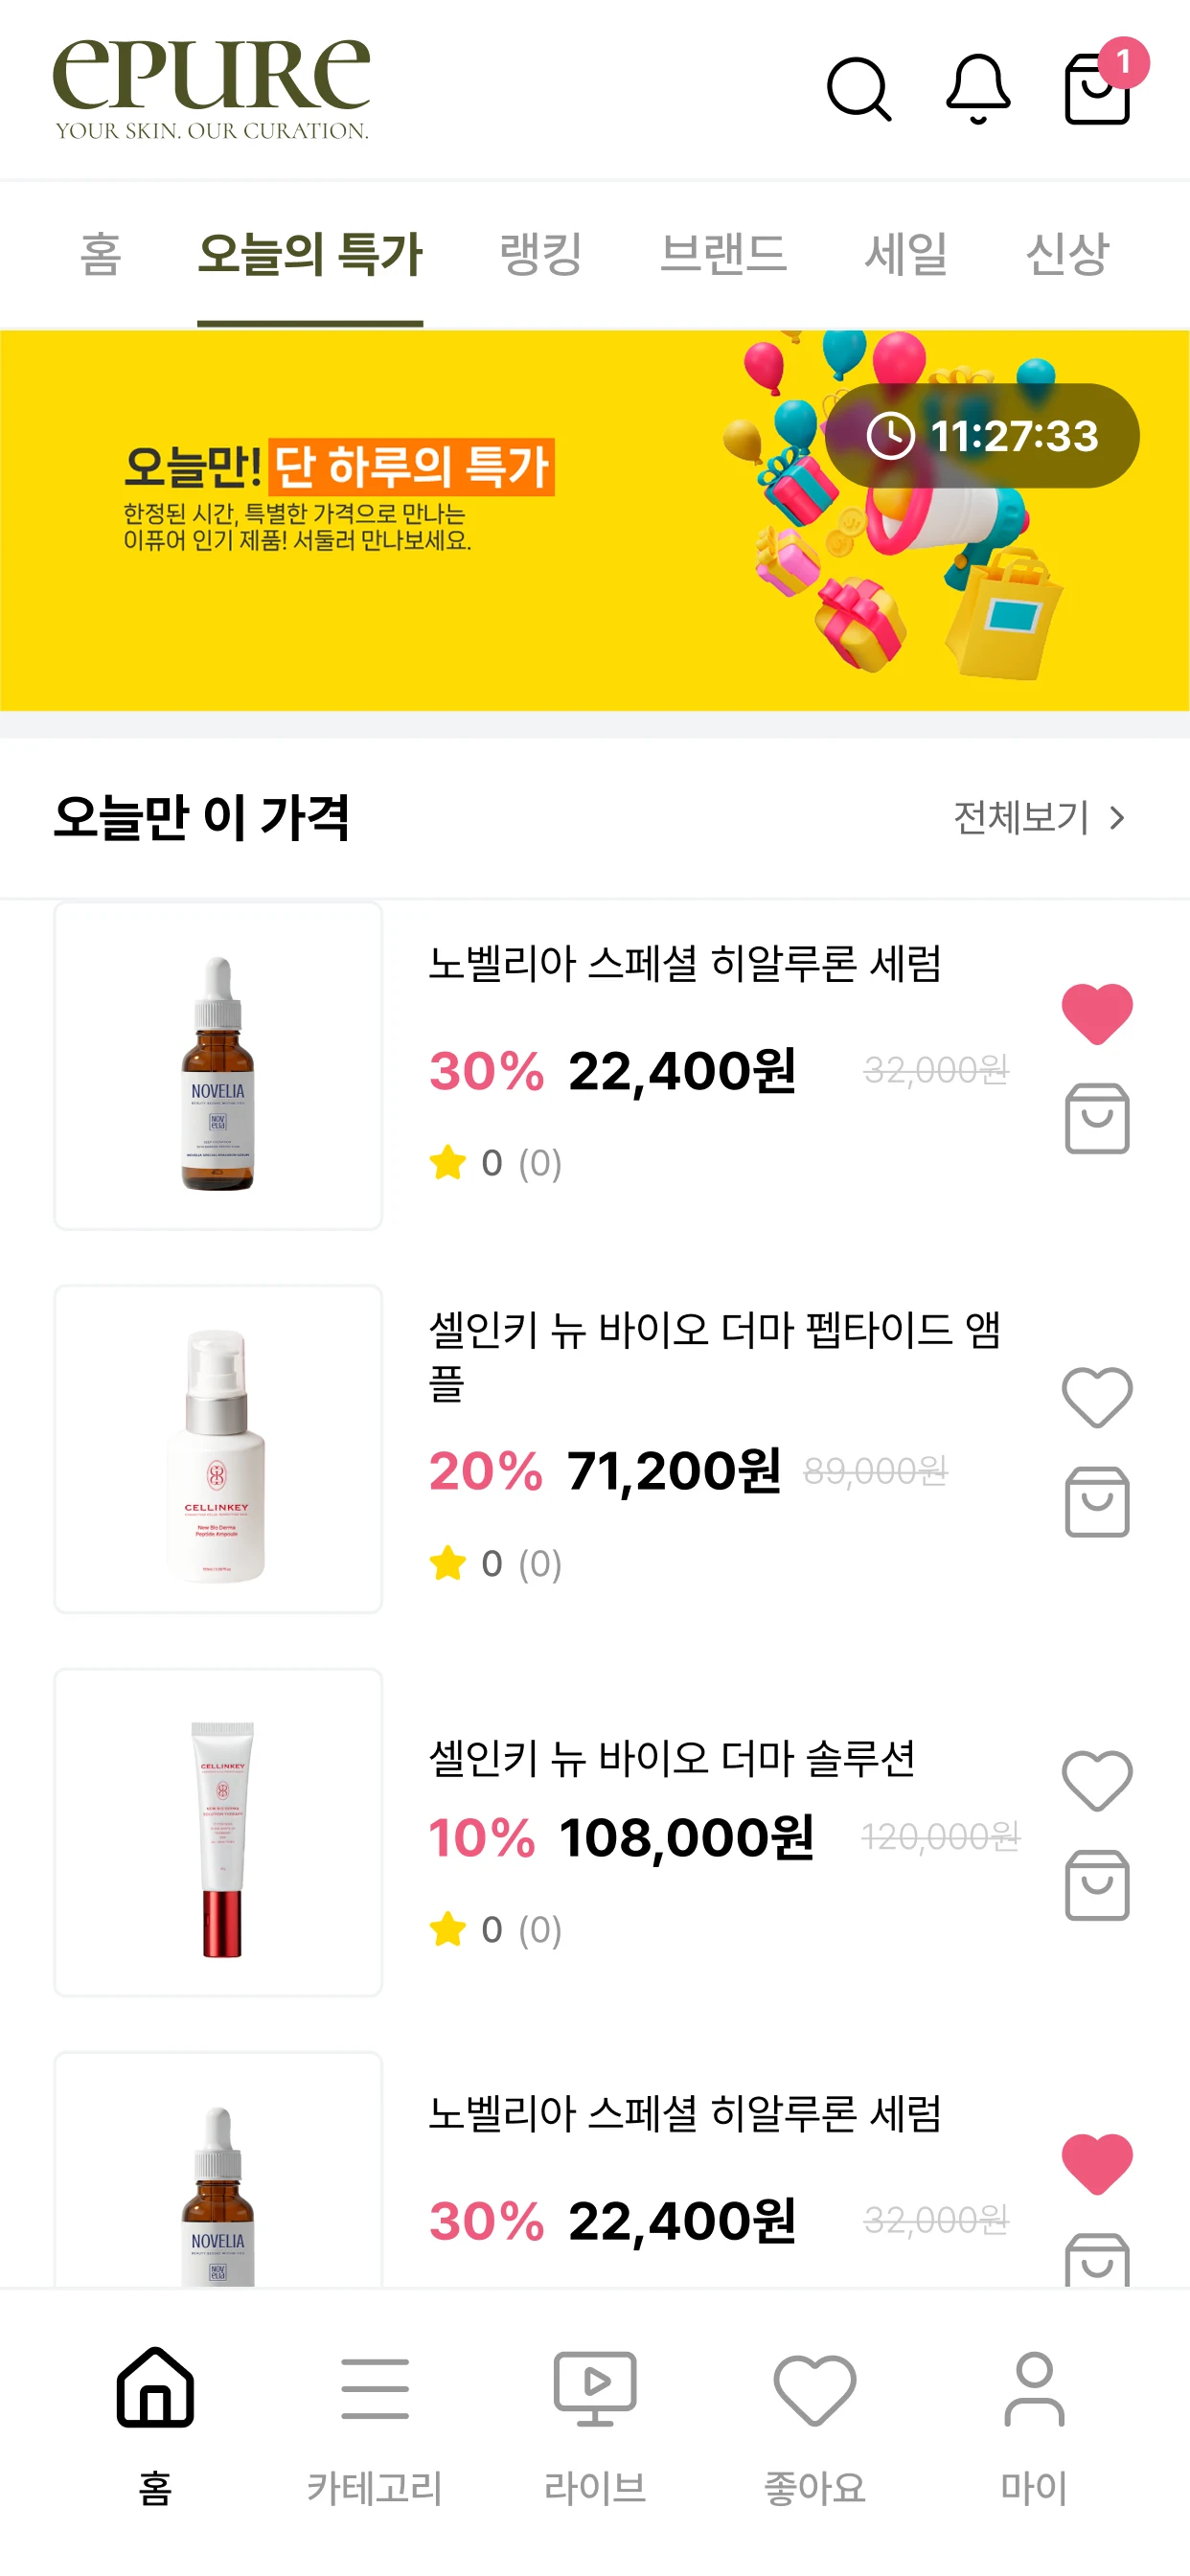 ePURe
YOUR SKIN. OUR CURATION.
1
홈 오늘의 특가 랭킹 브랜드 세일 신상
11:27:33
오늘만! 단 하루의 특가
한정된 시간, 특별한 가격으로 만나는
이퓨어 인기 제품! 서둘러 만나보세요.
오늘만 이 가격 전체보기
NOVELIA
노벨리아 스페셜 히알루론 세럼
30% 22,400원 32,000원
0 (0)
CELLINKEY
New Bio Derma
Peptide Ampoule
셀인키 뉴 바이오 더마 펩타이드 앰
플
20% 71,200원 89,000원
0 (0)
CELLINKEY
NEW BIO DERMA
SOLUTION THERAPY
셀인키 뉴 바이오 더마 솔루션
10% 108,000원 120,000원
0 (0)
NOVELIA
노벨리아 스페셜 히알루론 세럼
30% 22,400원 32,000원
홈 카테고리 라이브 좋아요 마이